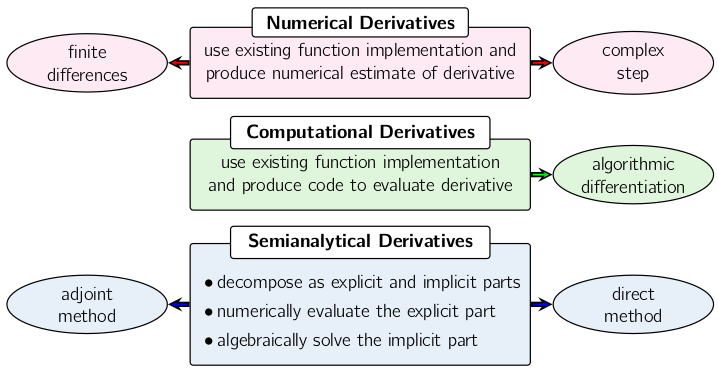 Numerical Derivatives
finite
differences
use existing function implementation and
produce numerical estimate of derivative
complex
step
Computational Derivatives
use existing function implementation
and produce code to evaluate derivative
algorithmic
differentiation
Semianalytical Derivatives
adjoint
method
• decompose as explicit and implicit parts
• numerically evaluate the explicit part
• algebraically solve the implicit part
direct
method